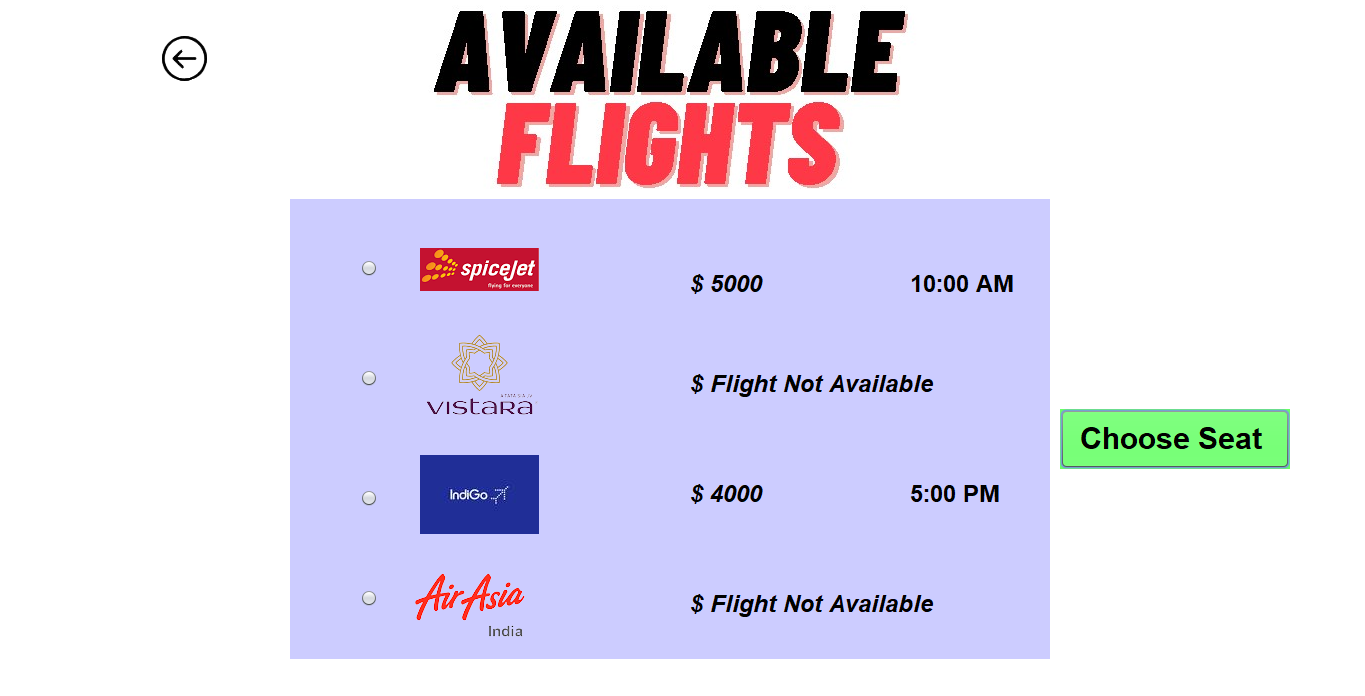 AVAILABLE
FLIGHTS
spiceJet
flying for everyone
$ 5000 10:00 AM
VISTARA
$ Flight Not Available
Choose Seat
IndiGo
$ 4000 5:00 PM
AirAsia
India
$ Flight Not Available